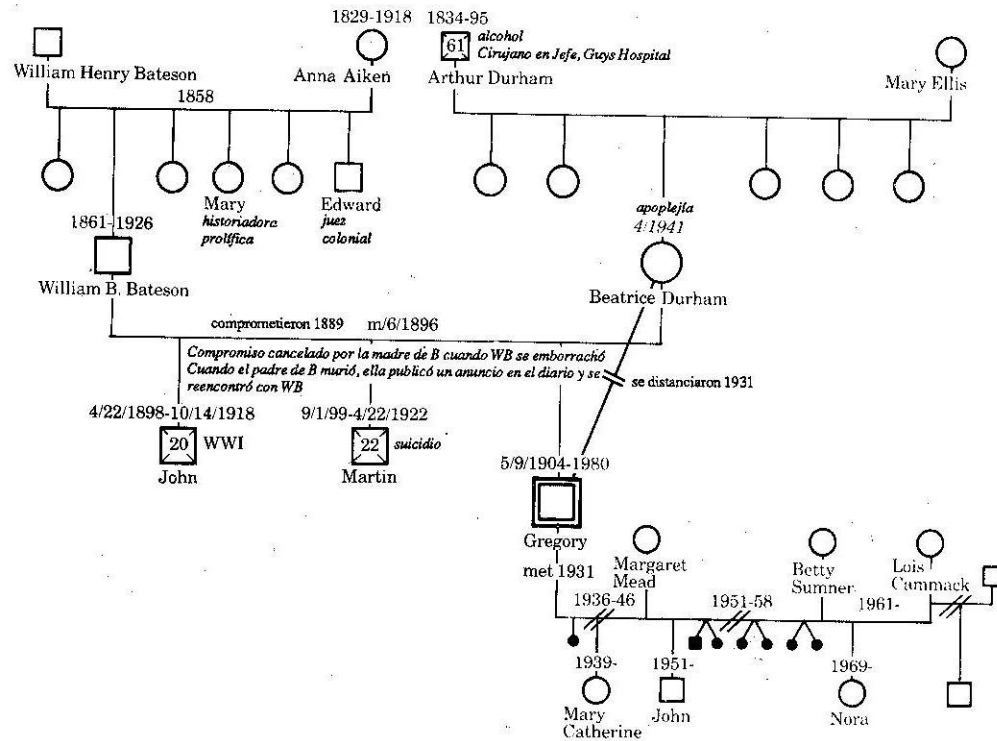 1829-1918 1834-95
61 alcohol
Cirujano en Jefe, Guys Hospital
William Henry Bateson
Anna Aiken
Arthur Durham
Mary Ellis
1858
Mary
historiadora
prolífica
Edward
juez
colonial
1861-1926
apoplejía
4/1941
William B. Bateson
Beatrice Durham
comprometieron 1889 m/6/1896
Compromiso cancelado por la madre de B cuando WB se emborrachó
Cuando el padre de B murió, ella publicó un anuncio en el diario y se
reencontró con WB
se distanciaron 1931
4/22/1898-10/14/1918
9/1/99-4/22/1922
20 WWI
22 suicidio
John
Martin
5/9/1904-1980
Gregory
met 1931
Margaret
Mead
Betty
Sumner
Lois
Cammack
1936-46
1951-58
1961-
1939-
1951-
1969-
Mary
Catherine
John
Nora